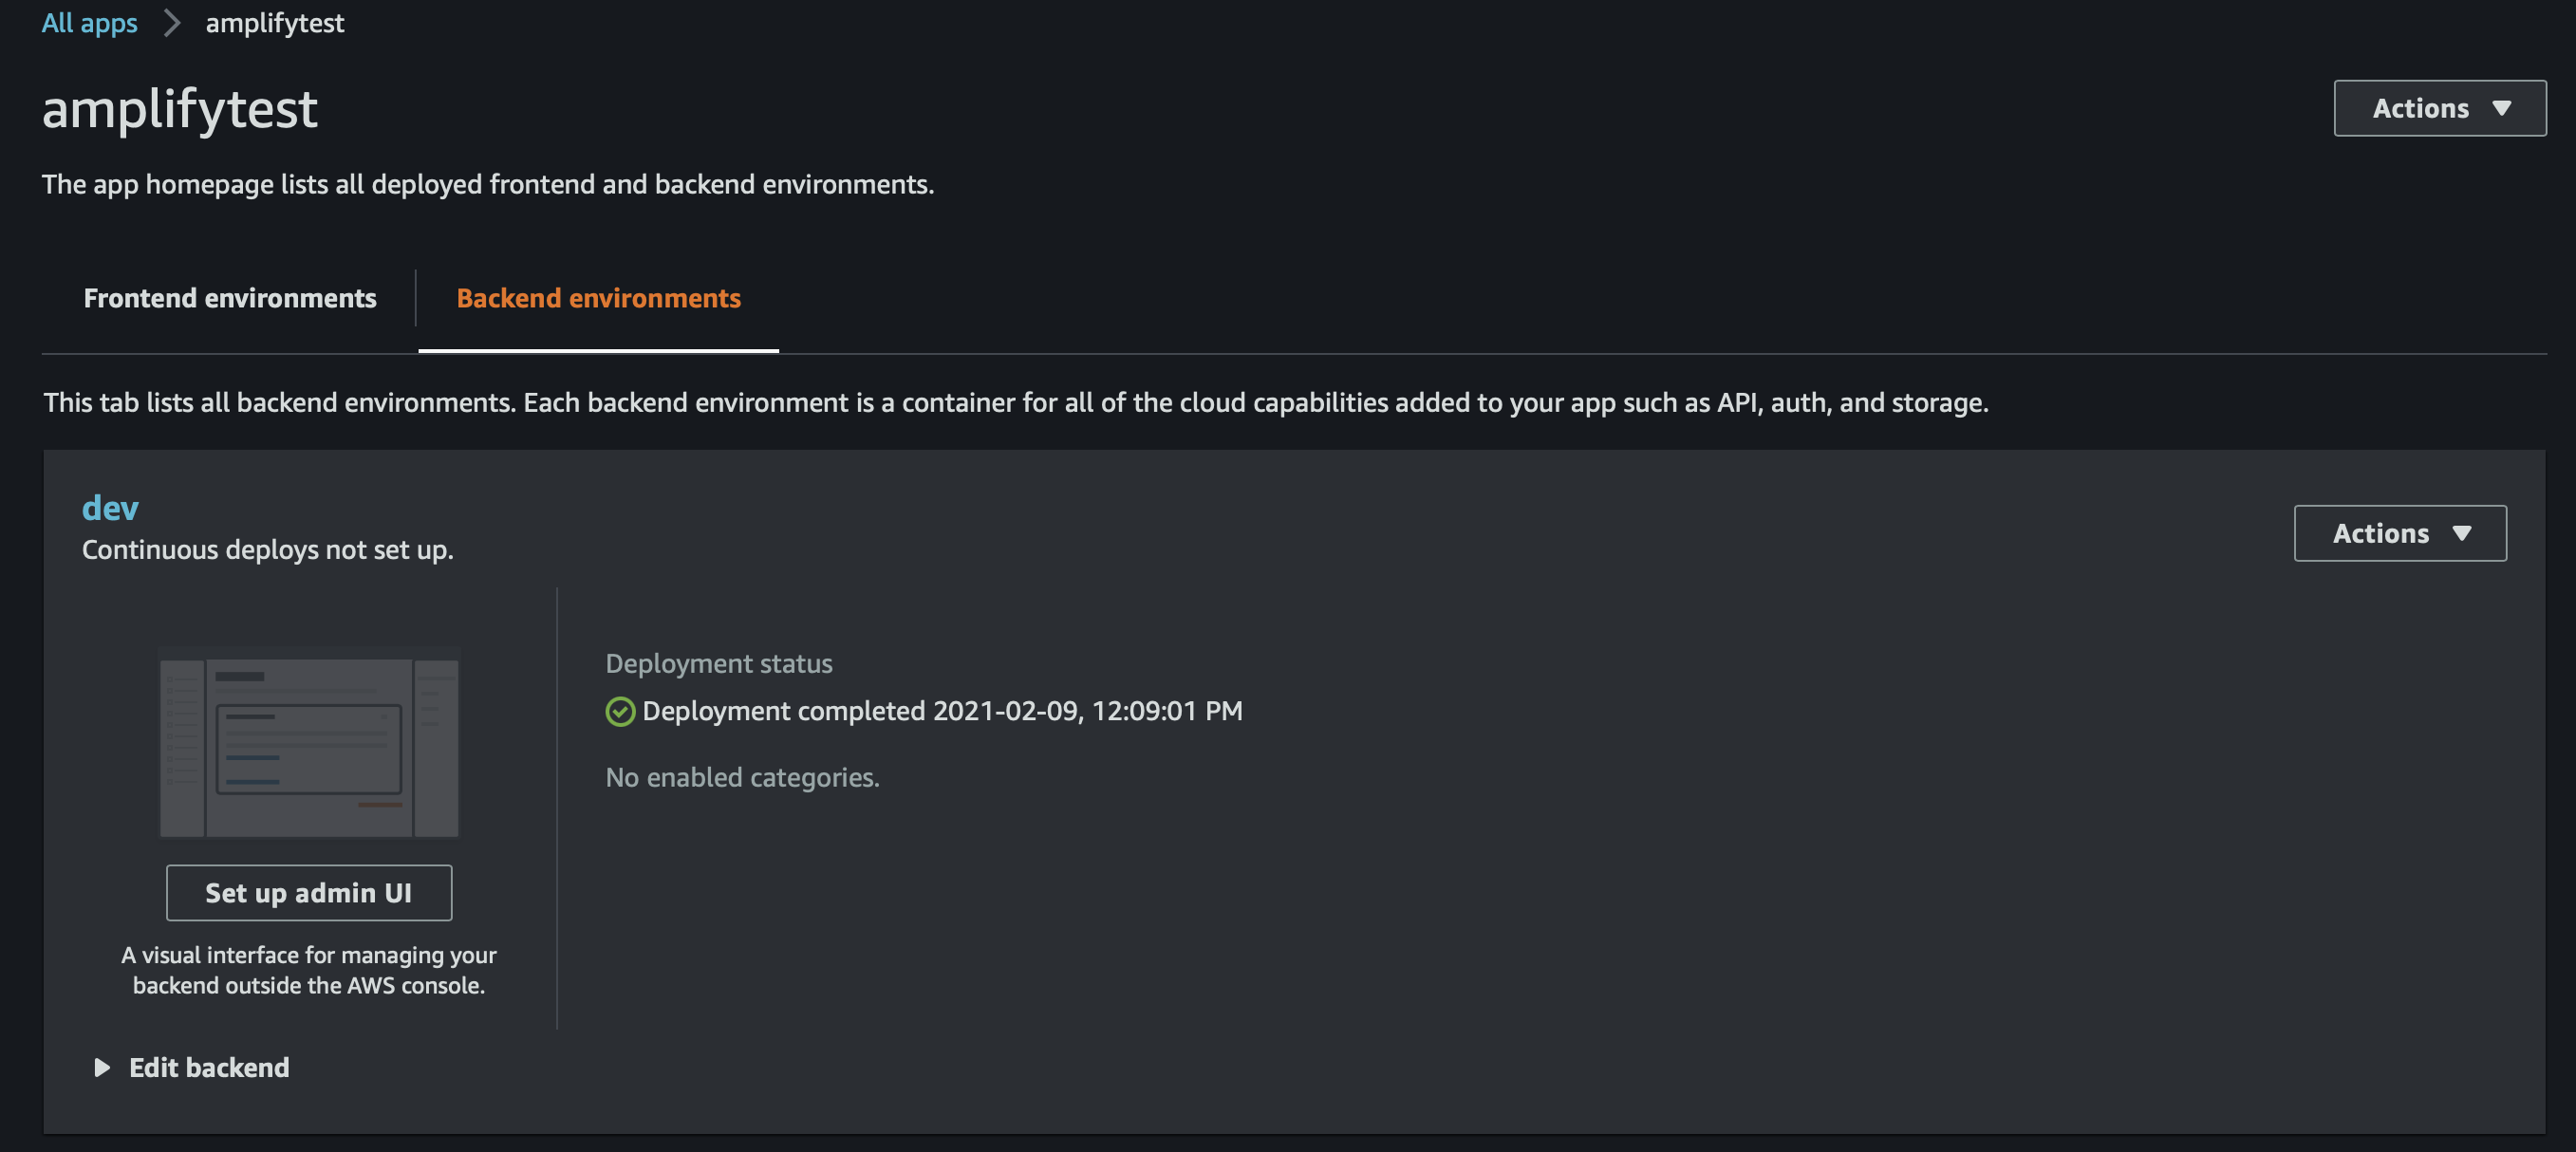 All apps > amplifytest
amplifytest
Actions
The app homepage lists all deployed frontend and backend environments.
Frontend environments
Backend environments
This tab lists all backend environments. Each backend environment is a container for all of the cloud capabilities added to your app such as API, auth, and storage.
dev
Continuous deploys not set up.
Actions
Deployment status
Deployment completed 2021-02-09, 12:09:01 PM
No enabled categories.
Set up admin UI
A visual interface for managing your
backend outside the AWS console.
Edit backend